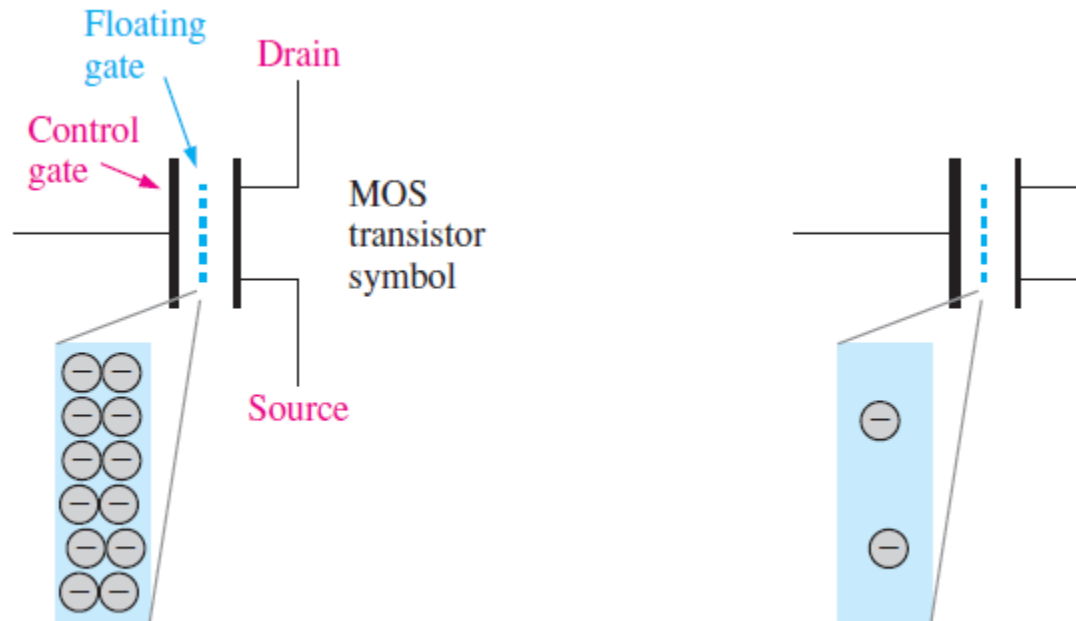 Floating
gate
Drain
Control
gate
MOS
transistor
symbol
Source